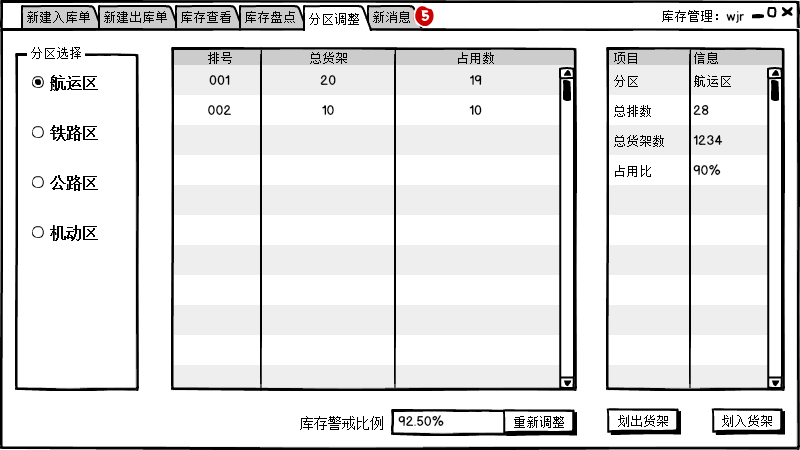 新建入库单 新建出库单 库存查看 库存盘点 分区调整 新消息 5 库存管理：wjr
分区选择
航运区
铁路区
公路区
机动区
排号 总货架 占用数
001 20 19
002 10 10
项目 信息
分区 航运区
总排数 28
总货架数 1234
占用比 90%
库存警戒比例 92.50% 重新调整 划出货架 划入货架